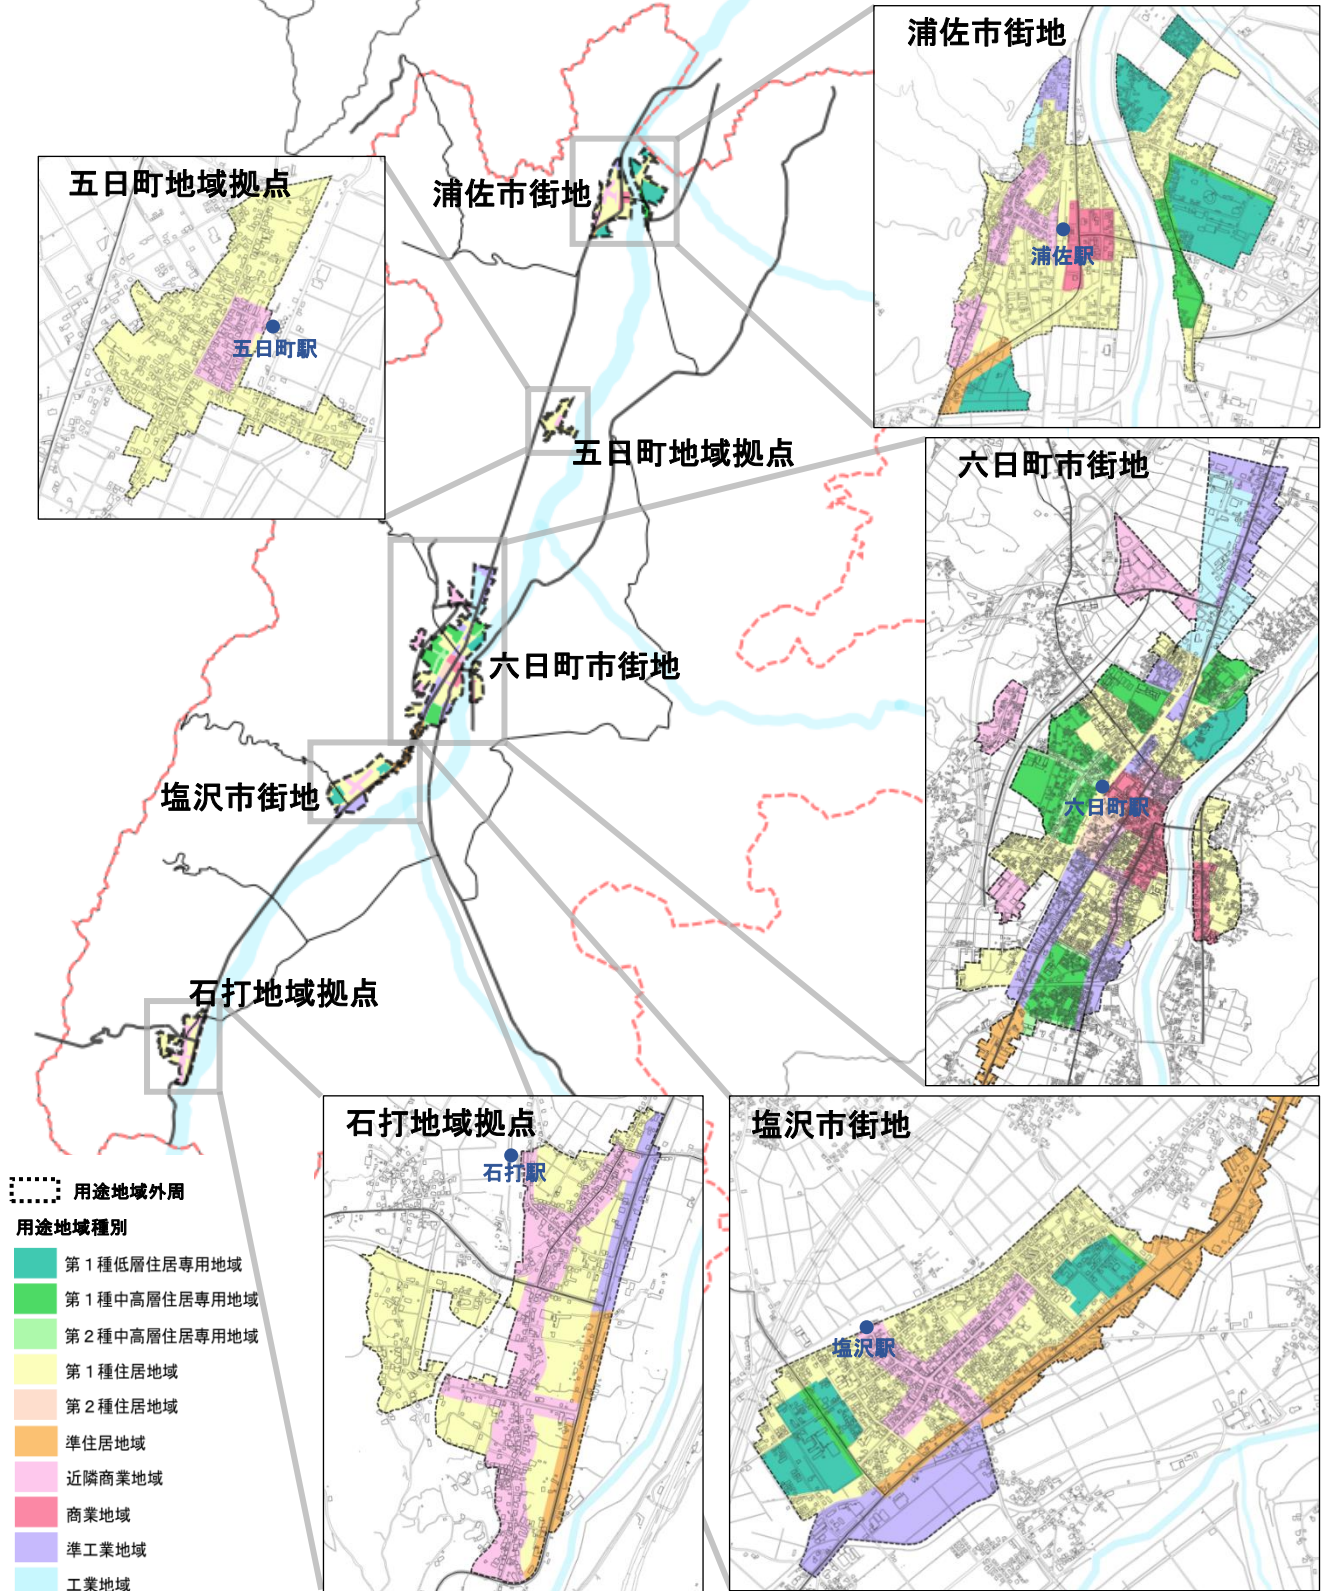 浦佐市街地
浦佐駅
五日町地域拠点
五日町駅
浦佐市街地
五日町地域拠点
六日町市街地
六日町駅
六日町市街地
塩沢市街地
石打地域拠点
石打地域拠点
石打駅
塩沢市街地
塩沢駅
用途地域外周
用途地域種別
第1種低層住居専用地域
第1種中高層住居専用地域
第2種中高層住居専用地域
第1種住居地域
第2種住居地域
準住居地域
近隣商業地域
商業地域
準工業地域
工業地域